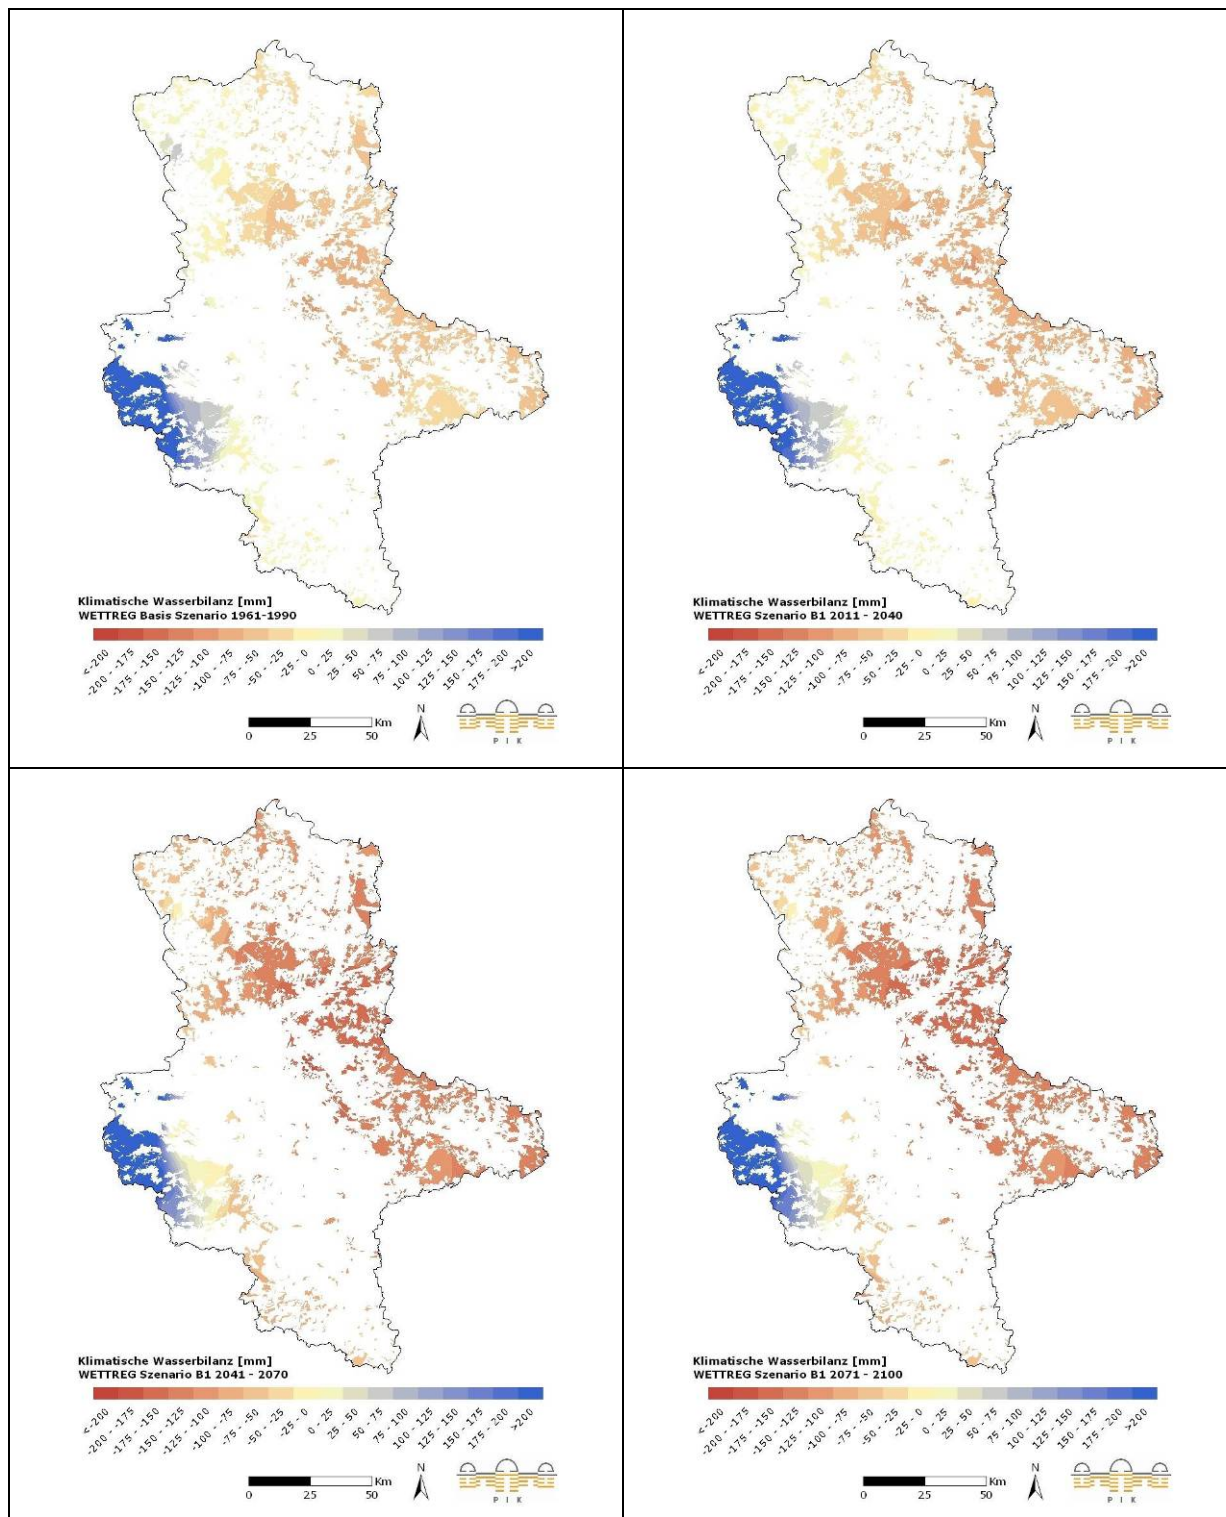 Klimatische Wasserbilanz [mm]
WETTREG Basis Szenario 1961-1990
<-200 -200 - -175 -175 - -150 -150 - -125 -125 - -100 -100 - -75 -75 - -50 -50 - -25 -25 - 0 0 - 25 25 - 50 50 - 75 75 - 100 100 - 125 125 - 150 150 - 175 175 - 200 >200
N
Km
0 25 50
P I K
Klimatische Wasserbilanz [mm]
WETTREG Szenario B1 2011 - 2040
<-200 -200 - -175 -175 - -150 -150 - -125 -125 - -100 -100 - -75 -75 - -50 -50 - -25 -25 - 0 0 - 25 25 - 50 50 - 75 75 - 100 100 - 125 125 - 150 150 - 175 175 - 200 >200
N
Km
0 25 50
P I K
Klimatische Wasserbilanz [mm]
WETTREG Szenario B1 2041 - 2070
<-200 -200 - -175 -175 - -150 -150 - -125 -125 - -100 -100 - -75 -75 - -50 -50 - -25 -25 - 0 0 - 25 25 - 50 50 - 75 75 - 100 100 - 125 125 - 150 150 - 175 175 - 200 >200
N
Km
0 25 50
P I K
Klimatische Wasserbilanz [mm]
WETTREG Szenario B1 2071 - 2100
<-200 -200 - -175 -175 - -150 -150 - -125 -125 - -100 -100 - -75 -75 - -50 -50 - -25 -25 - 0 0 - 25 25 - 50 50 - 75 75 - 100 100 - 125 125 - 150 150 - 175 175 - 200 >200
N
Km
0 25 50
P I K